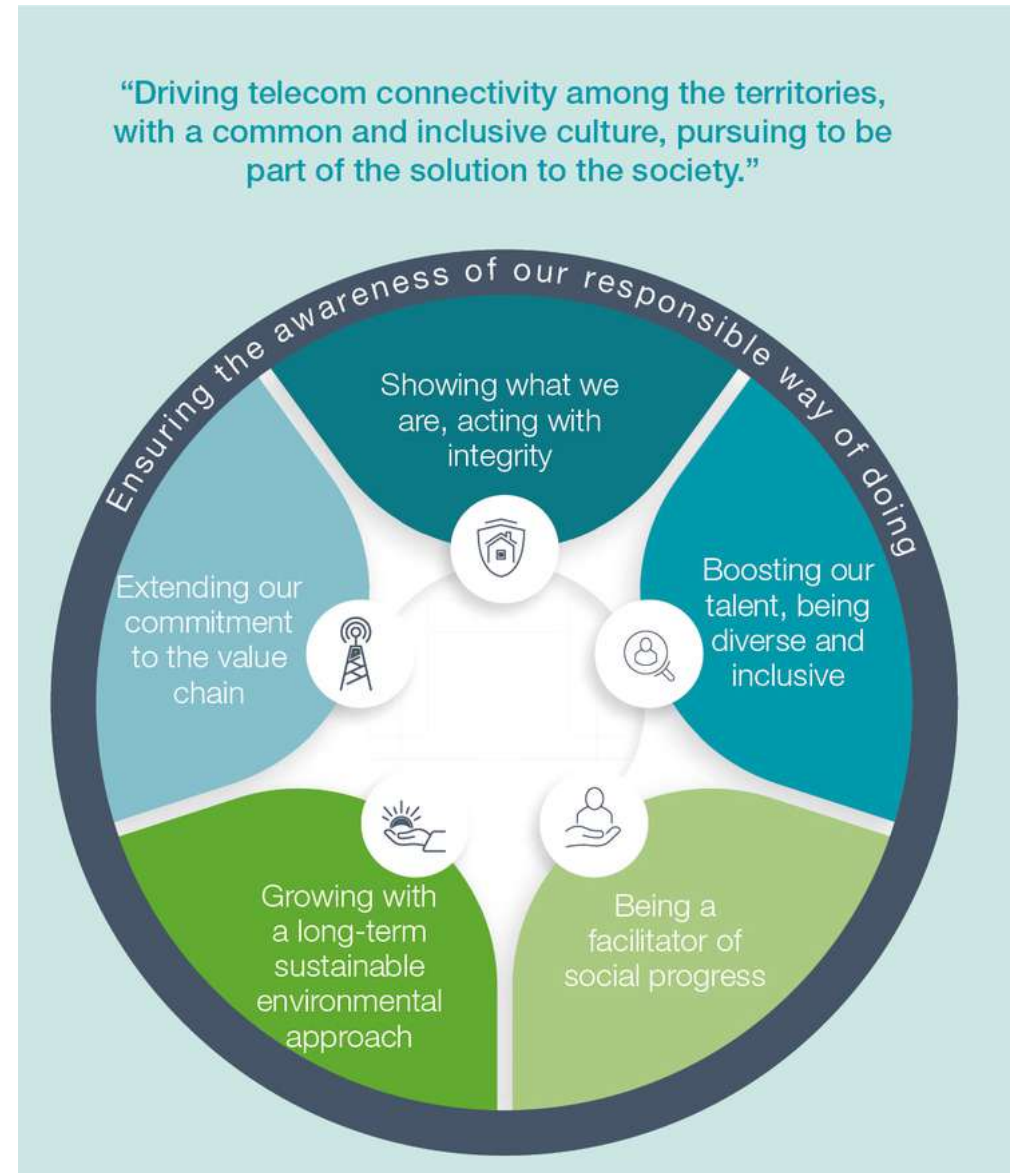 “Driving telecom connectivity among the territories,
with a common and inclusive culture, pursuing to be
part of the solution to the society.”
Ensuring the awareness of our responsible way of doing
Showing what we
are, acting with
integrity
Boosting our
talent, being
diverse and
inclusive
Being a
facilitator of
social progress
Growing with
a long-term
sustainable
environmental
approach
Extending our
commitment
to the value
chain